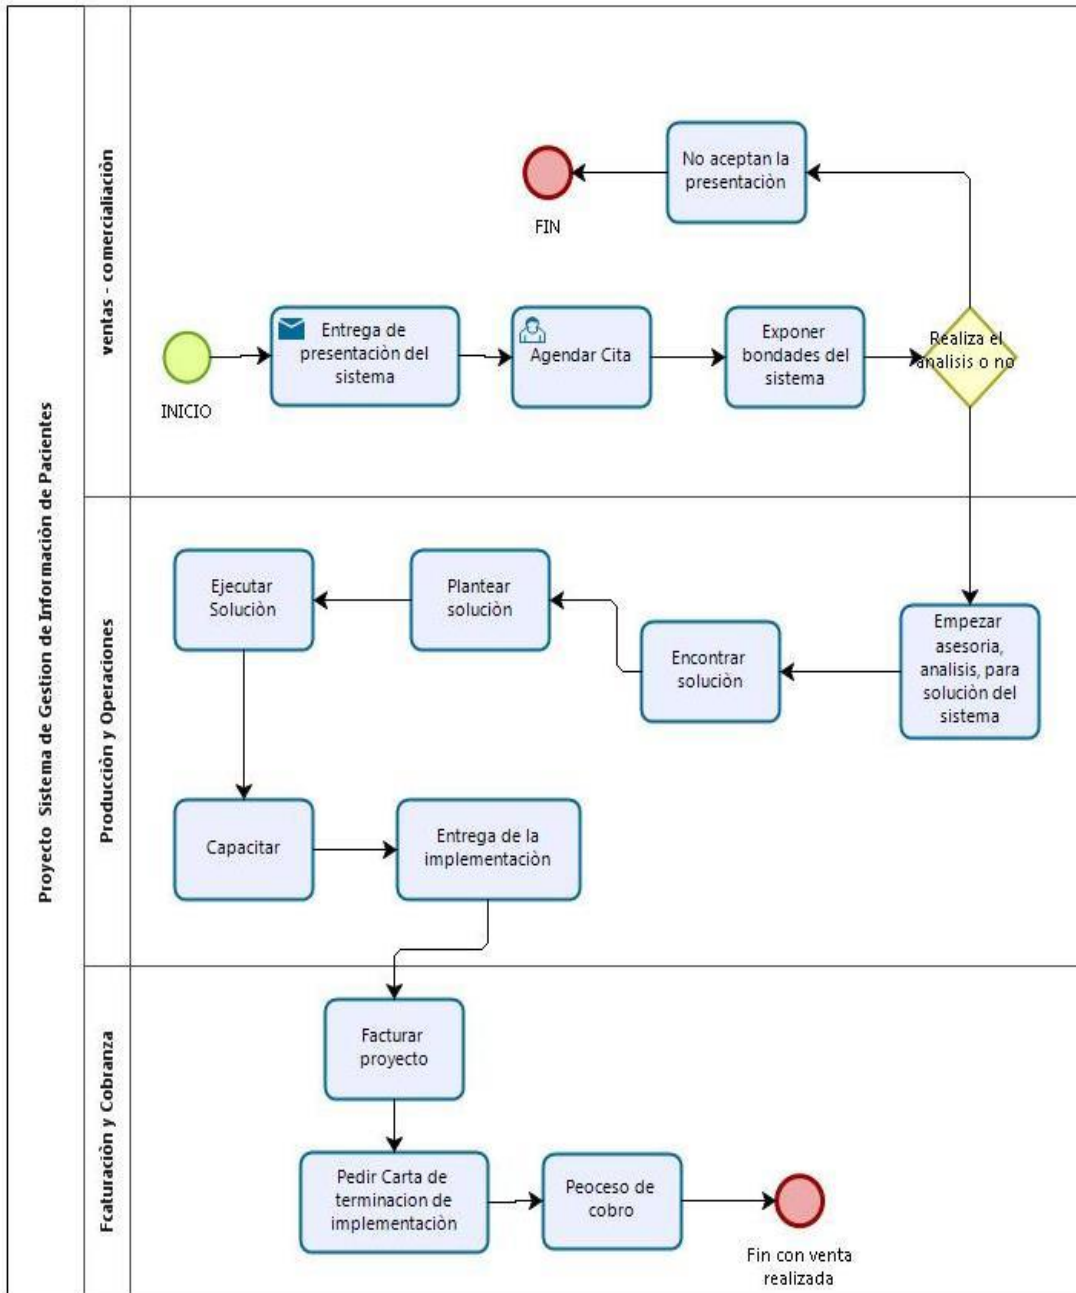 Proyecto Sistema de Gestion de Informaciòn de Pacientes
ventas - comercialiaciòn
No aceptan la
presentaciòn
FIN
INICIO
Entrega de
presentaciòn del
sistema
Agendar Cita
Exponer
bondades del
sistema
Realiza el
analisis o no
Producciòn y Operaciones
Ejecutar
Soluciòn
Plantear
soluciòn
Encontrar
soluciòn
Empezar
asesoria,
analisis, para
soluciòn del
sistema
Capacitar
Entrega de la
implementaciòn
Fcaturaciòn y Cobranza
Facturar
proyecto
Pedir Carta de
terminacion de
implementaciòn
Peoceso de
cobro
Fin con venta
realizada